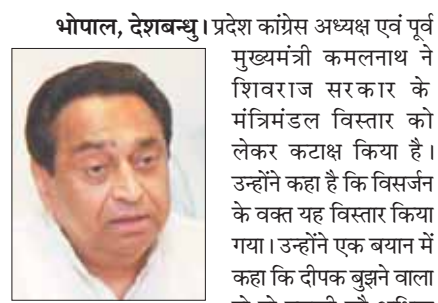 भोपाल, देशबन्धु। प्रदेश कांग्रेस अध्यक्ष एवं पूर्व
मुख्यमंत्री कमलनाथ ने
शिवराज सरकार के
मंत्रिमंडल विस्तार को
लेकर कटाक्ष किया है।
उन्होंने कहा है कि विसर्जन
के वक्त यह विस्तार किया
गया। उन्होंने एक बयान में
कहा कि दीपक बुझने वाला